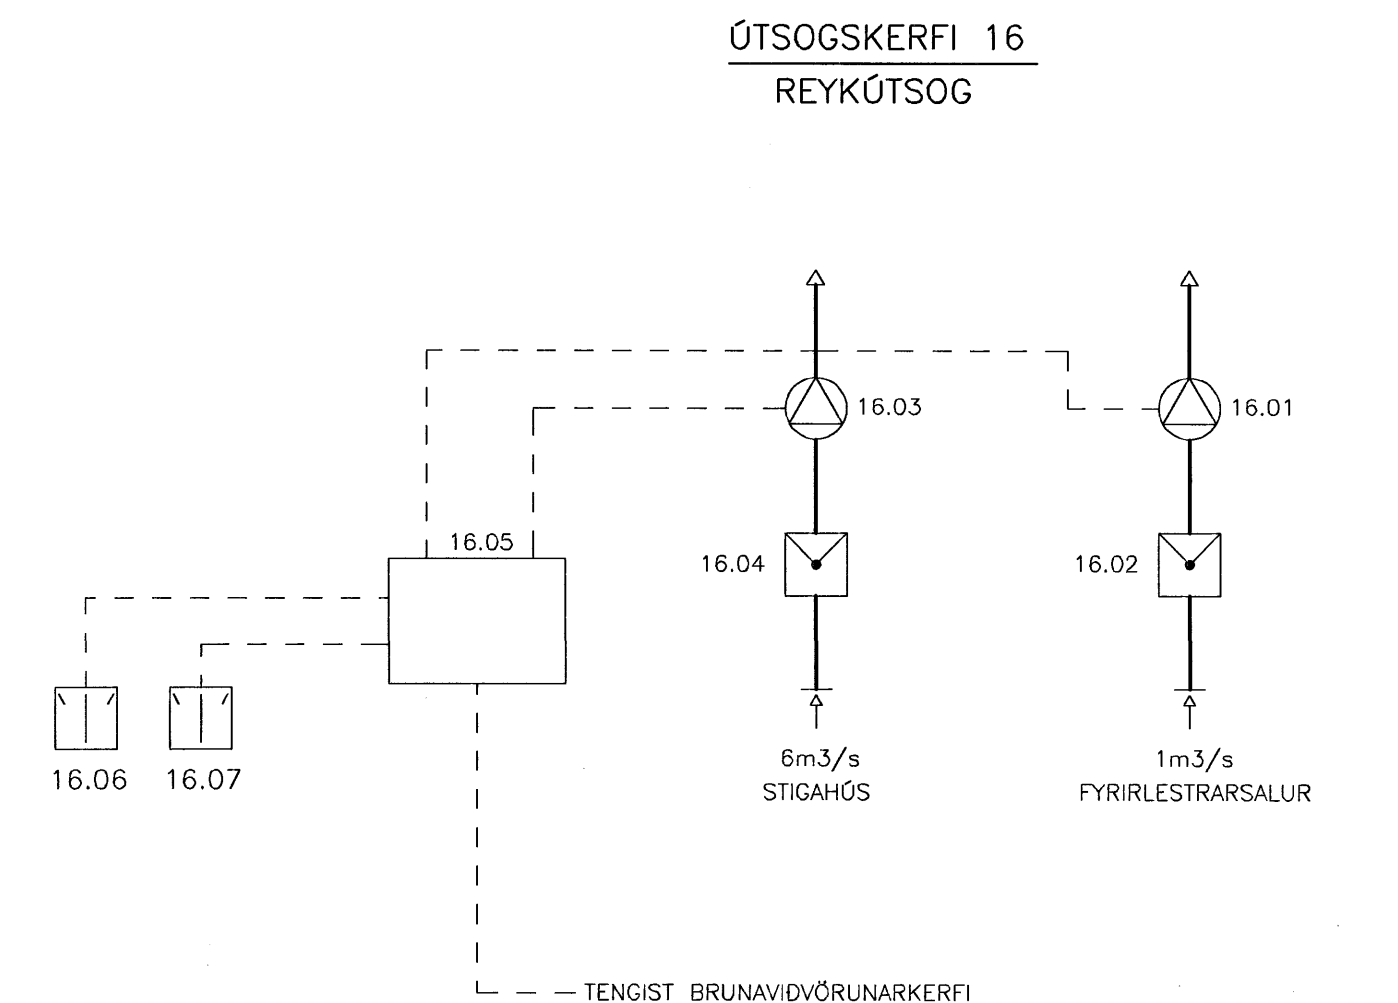 ÚTSOGSKERFI 16
REYKÚTSOG
16.03
16.01
16.05
16.04
16.02
16.06
16.07
6m3/s
STIGAHÚS
1m3/s
FYRIRLESTRARSALUR
TENGIST BRUNAVIÐVÖRUNARKERFI